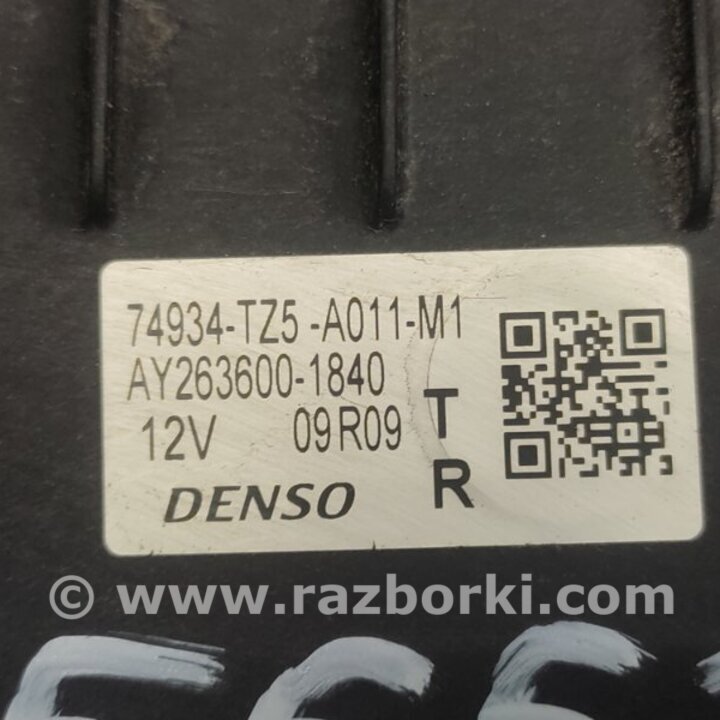 74934-TZ5-A011-M1
AY263600-1840
12V 09R09 T
DENSO R
© www.razborki.com